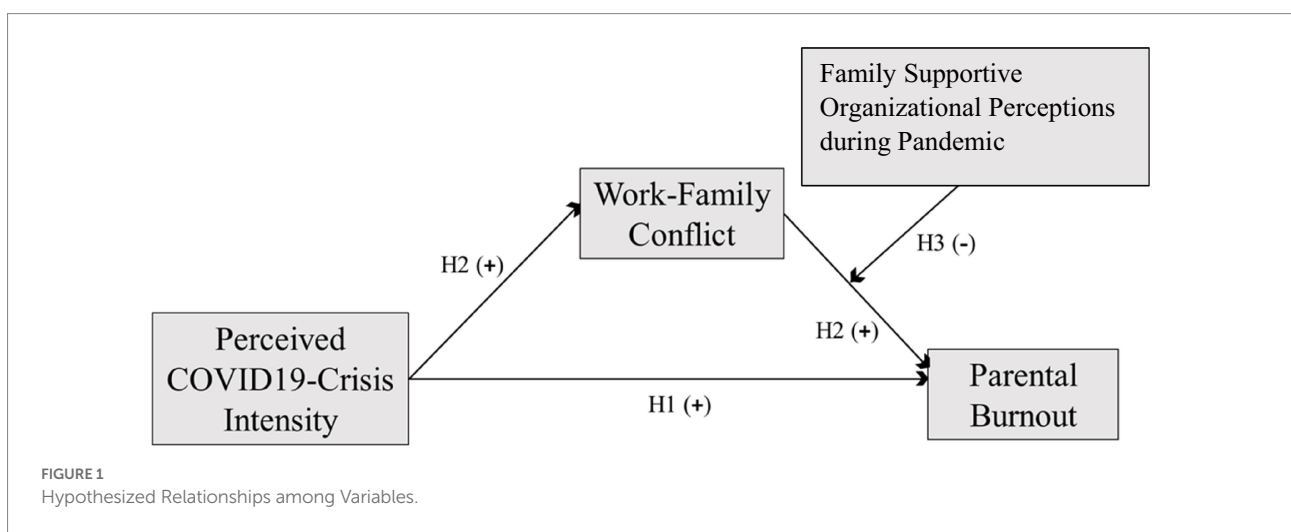 Family Supportive
Organizational Perceptions
during Pandemic
Work-Family
Conflict
H3 (-)
H2 (+)
H2 (+)
Perceived
COVID19-Crisis
Intensity
H1 (+)
Parental
Burnout
FIGURE 1
Hypothesized Relationships among Variables.